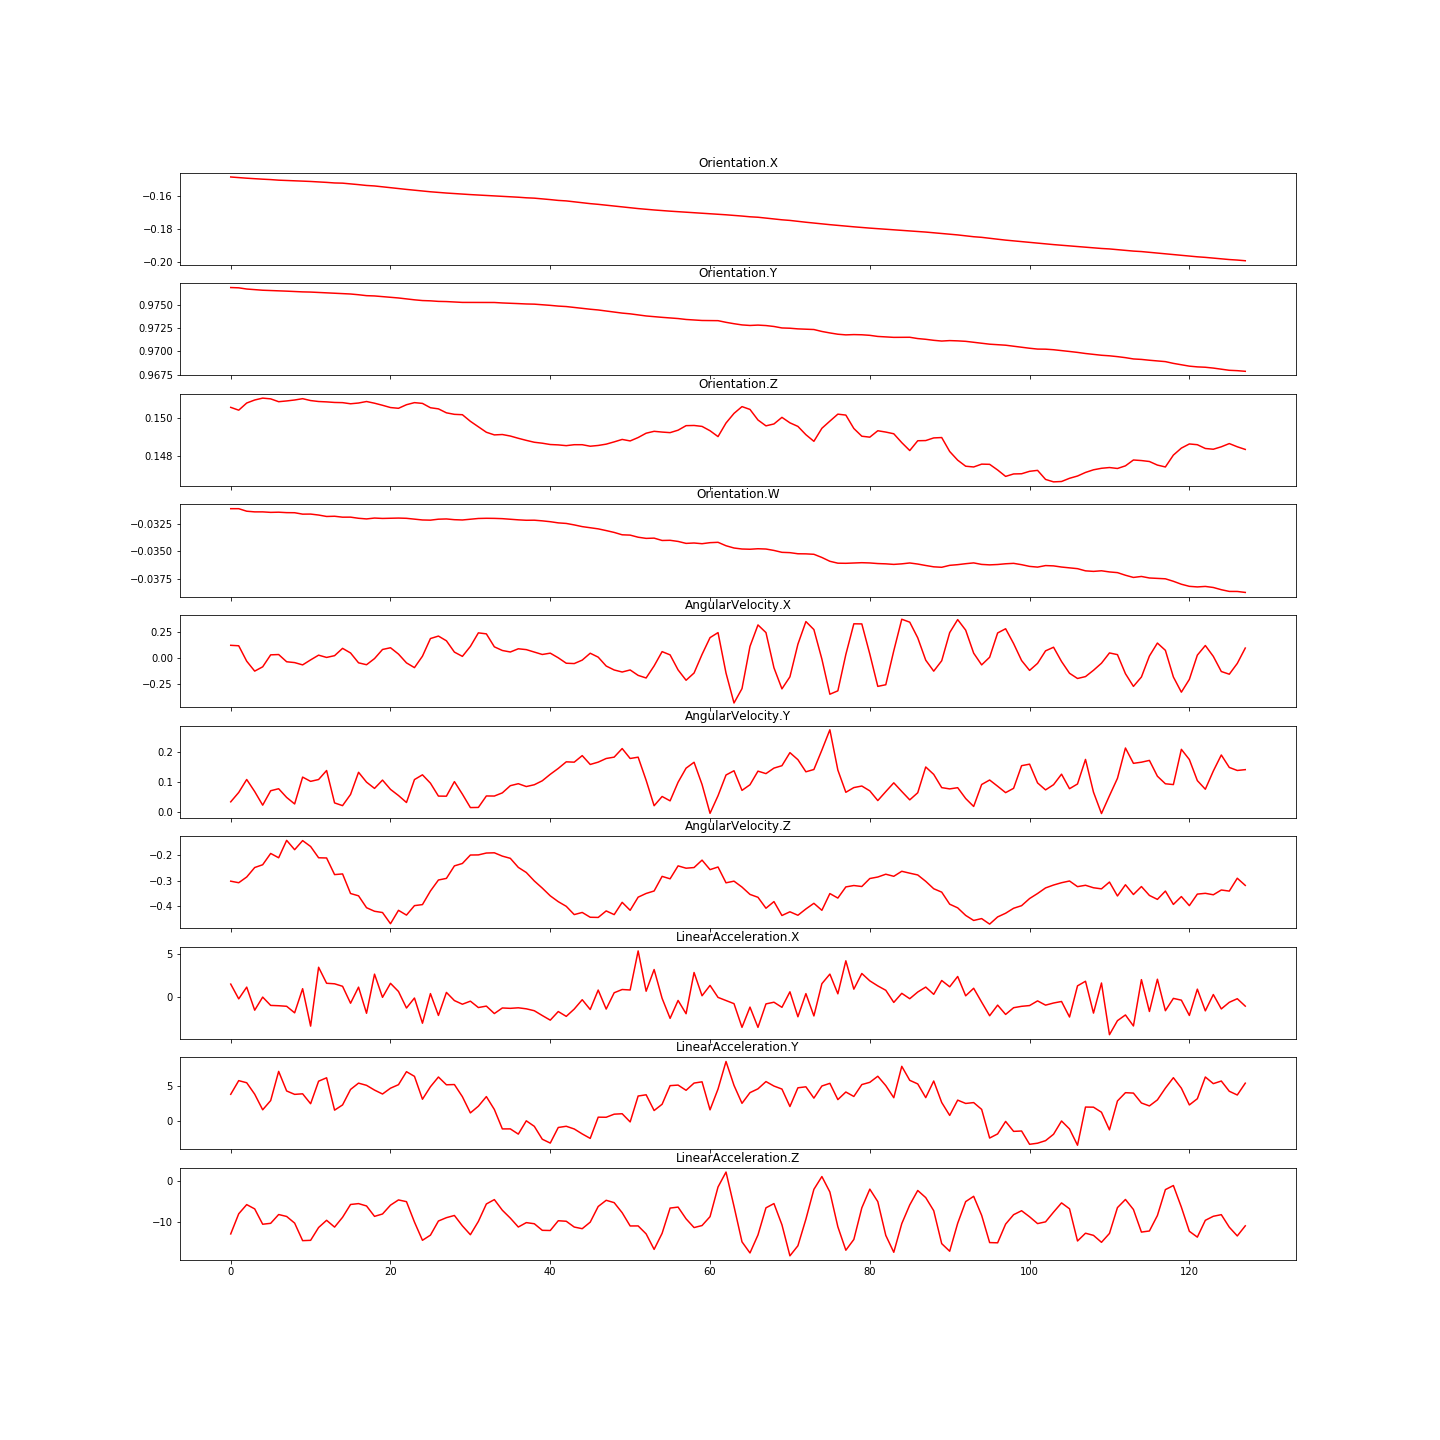 Orientation.X
−0.16
−0.18
−0.20
Orientation.Y
0.9750
0.9725
0.9700
0.9675
Orientation.Z
0.150
0.148
Orientation.W
−0.0325
−0.0350
−0.0375
AngularVelocity.X
0.25
0.00
−0.25
AngularVelocity.Y
0.2
0.1
0.0
AngularVelocity.Z
−0.2
−0.3
−0.4
LinearAcceleration.X
5
0
LinearAcceleration.Y
5
0
LinearAcceleration.Z
0
−10
0 20 40 60 80 100 120